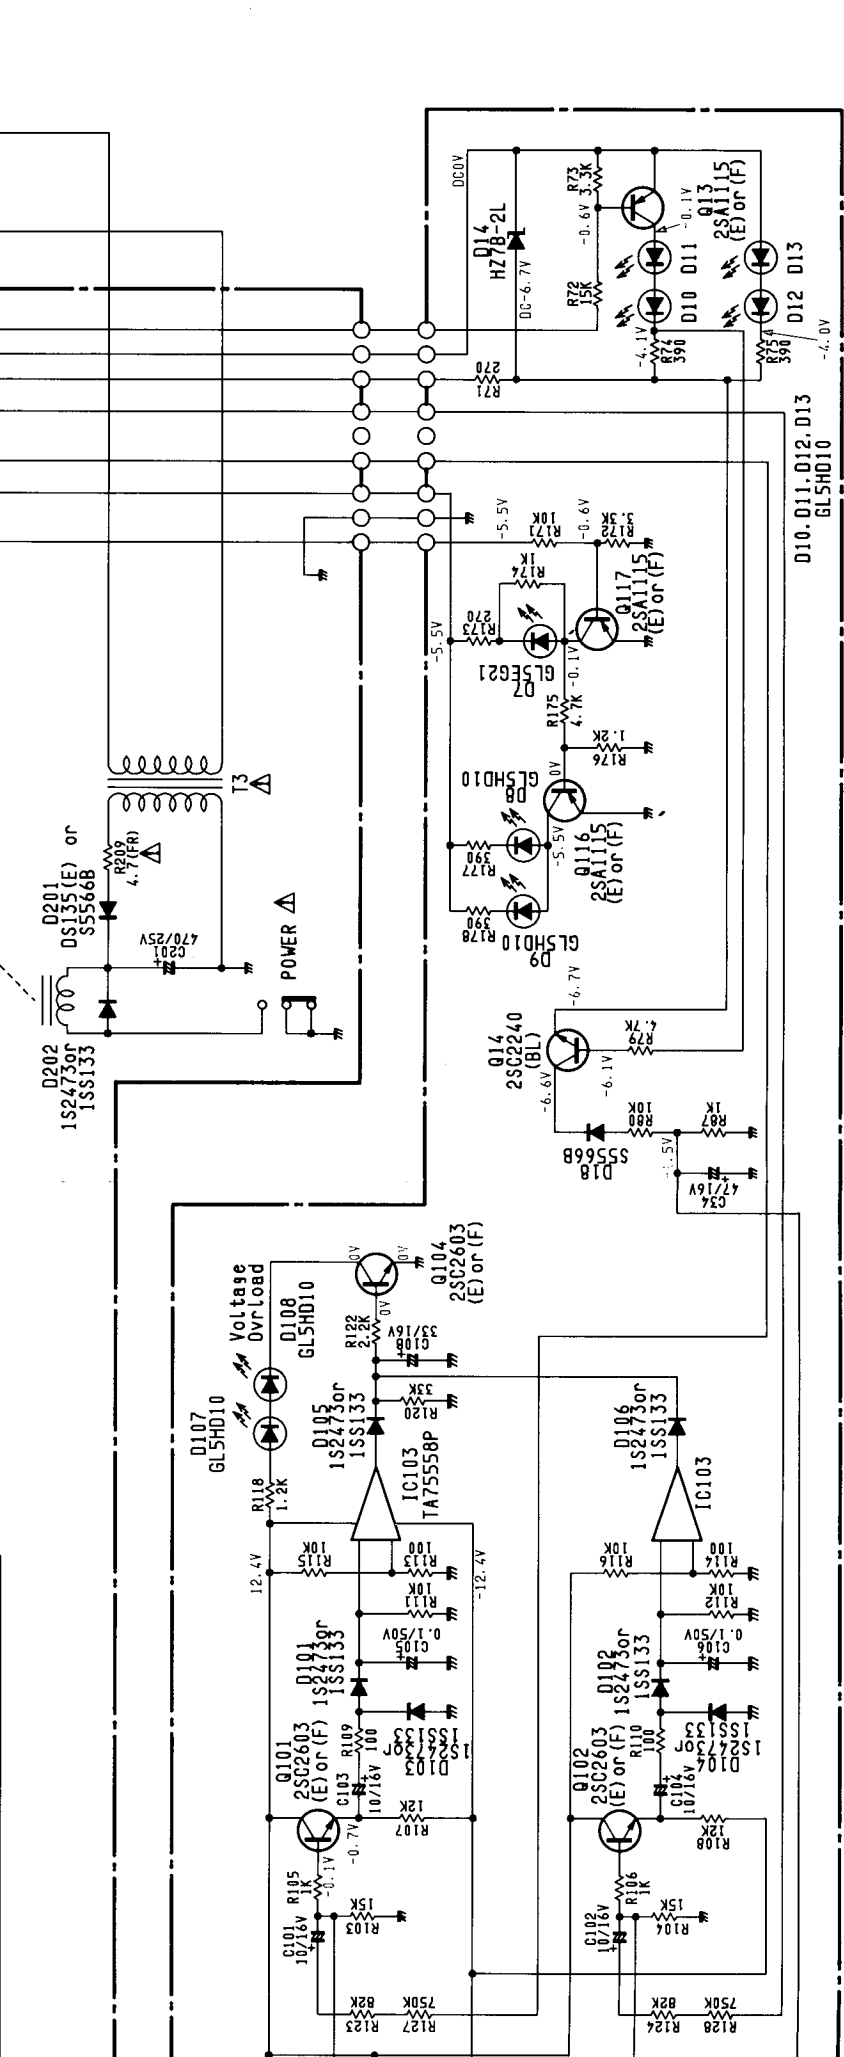 DC0V
R73
3.3K
-0.6V
Q13
2SA1115
(E)or(F)
-0.1V
D14
HZ7B-2L
DC-6.7V
R72
15K
D11
D10
D13
D12
-4.1V
R74
390
R75
390
-4.0V
270
R71
D10.D11.D12.D13
GL5HD10
-5.5V
10K
R171
-0.6V
3.3K
R172
1K
R174
Q117
2SA1115
(E)or(F)
-5.5V
270
R173
GL5EG21
D7
-0.1V
R175
4.7K
1.2K
R176
T3
GL5HD10
D8
0V
-5.5V
390
R177
Q116
2SA1115
(E)or(F)
390
R178
GL5HD10
D9
D201
DS135(E) or
S5566B
R209
4.7(FR)
470/25V
C201
POWER
D202
1S2473or
1SS133
-6.7V
Q14
2SC2240
(BL)
4.7K
R79
-6.6V
-6.1V
S5566B
D18
10K
R80
1K
R87
47/16V
C34
Voltage
Ovrload
D108
GL5HD10
0V
0V
0V
Q104
2SC2603
(E)or(F)
R122
2.2K
33/16V
C108
D107
GL5HD10
33K
R120
D105
1S2473or
1SS133
D106
1S2473or
1SS133
IC103
TA75558P
IC103
R118
1.2K
12.4V
10K
R115
100
R113
-12.4V
10K
R116
100
R114
10K
R111
10K
R112
0.1/50V
C105
0.1/50V
C106
D101
1S2473or
1SS133
D102
1S2473or
1SS133
1SS133
1S2473or
D103
1SS133
1S2473or
D104
Q101
2SC2603
(E)or(F)
R109
100
Q102
2SC2603
(E)or(F)
R110
100
C103
10/16V
C104
10/16V
12K
R107
12K
R108
-0.7V
-0.1V
R105
1K
R106
1K
15K
R103
15K
R104
C101
10/16V
C102
10/16V
82K
R123
750K
R127
82K
R124
750K
R128